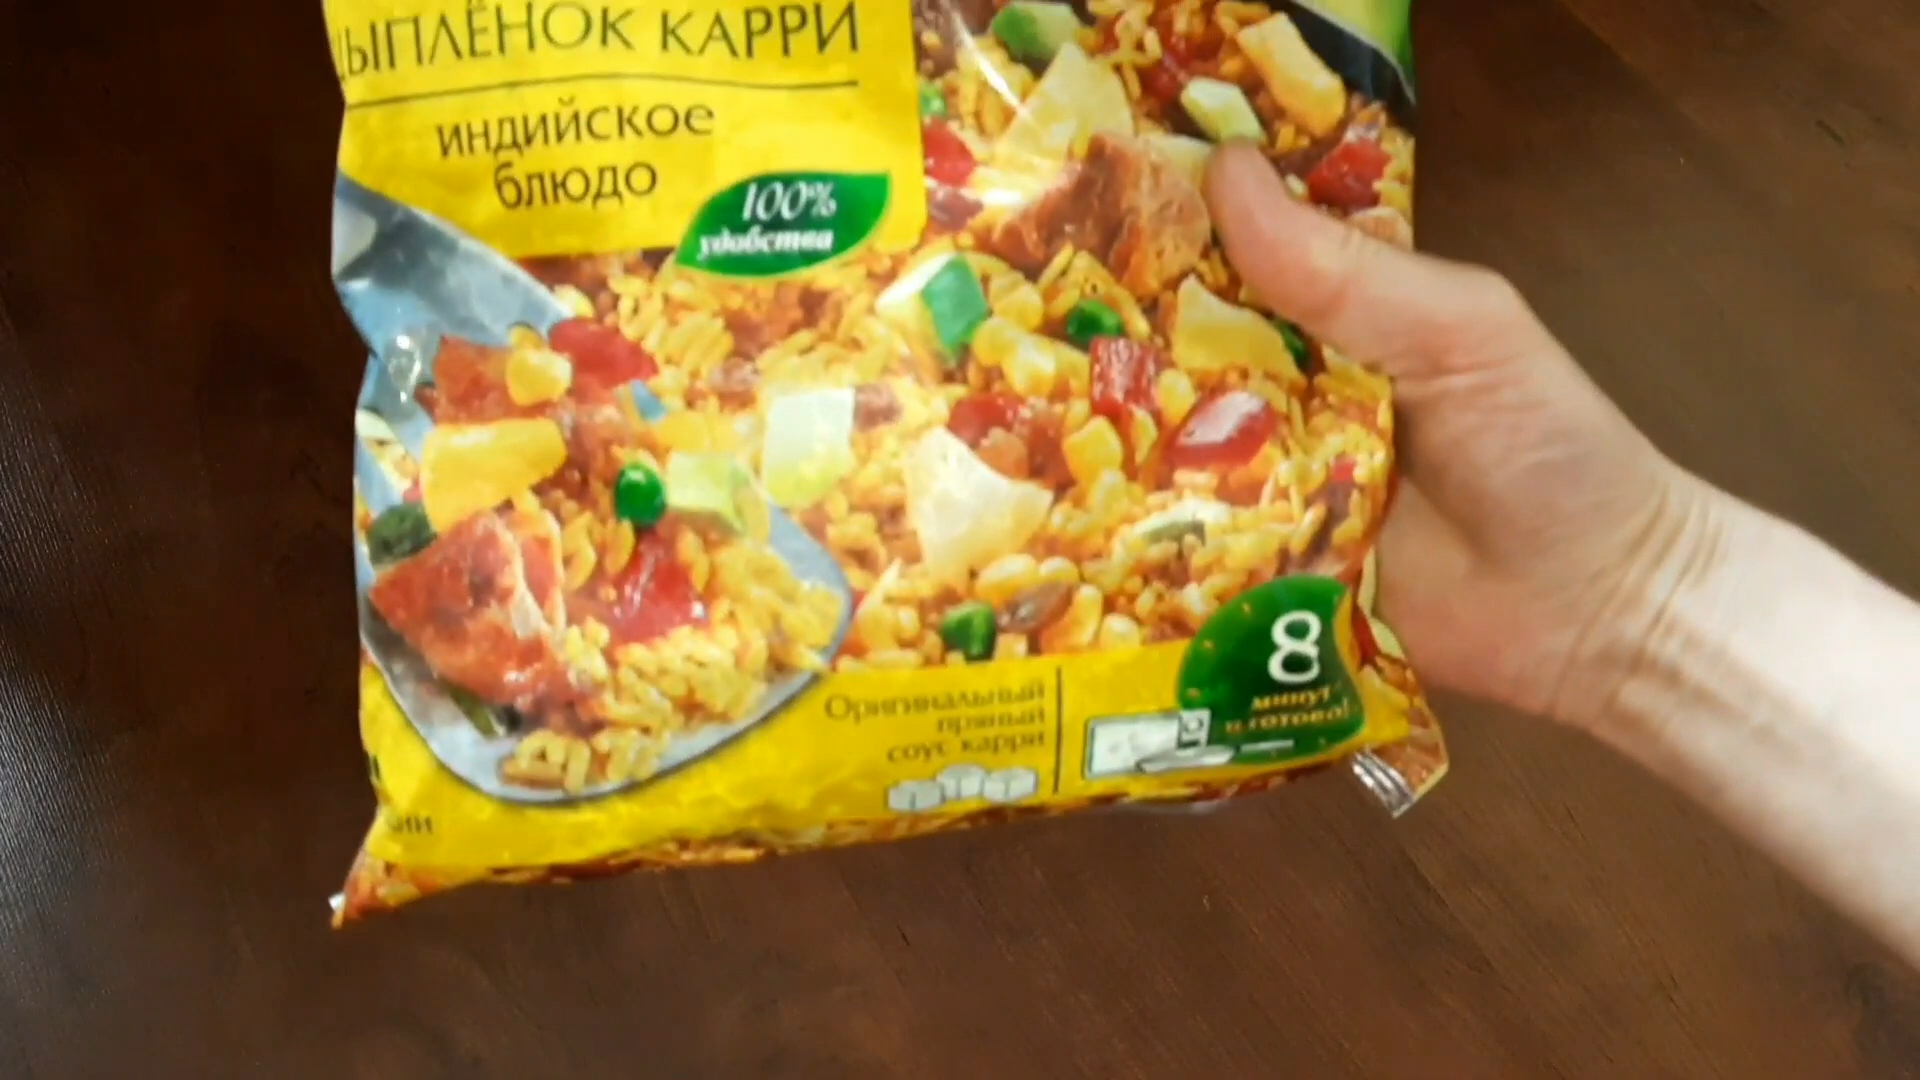 ЦЫПЛЁНОК КАРРИ
индийское
блюдо
100%
удобства
8
минут
и готово!
Оригинальный
пряный
соус карри